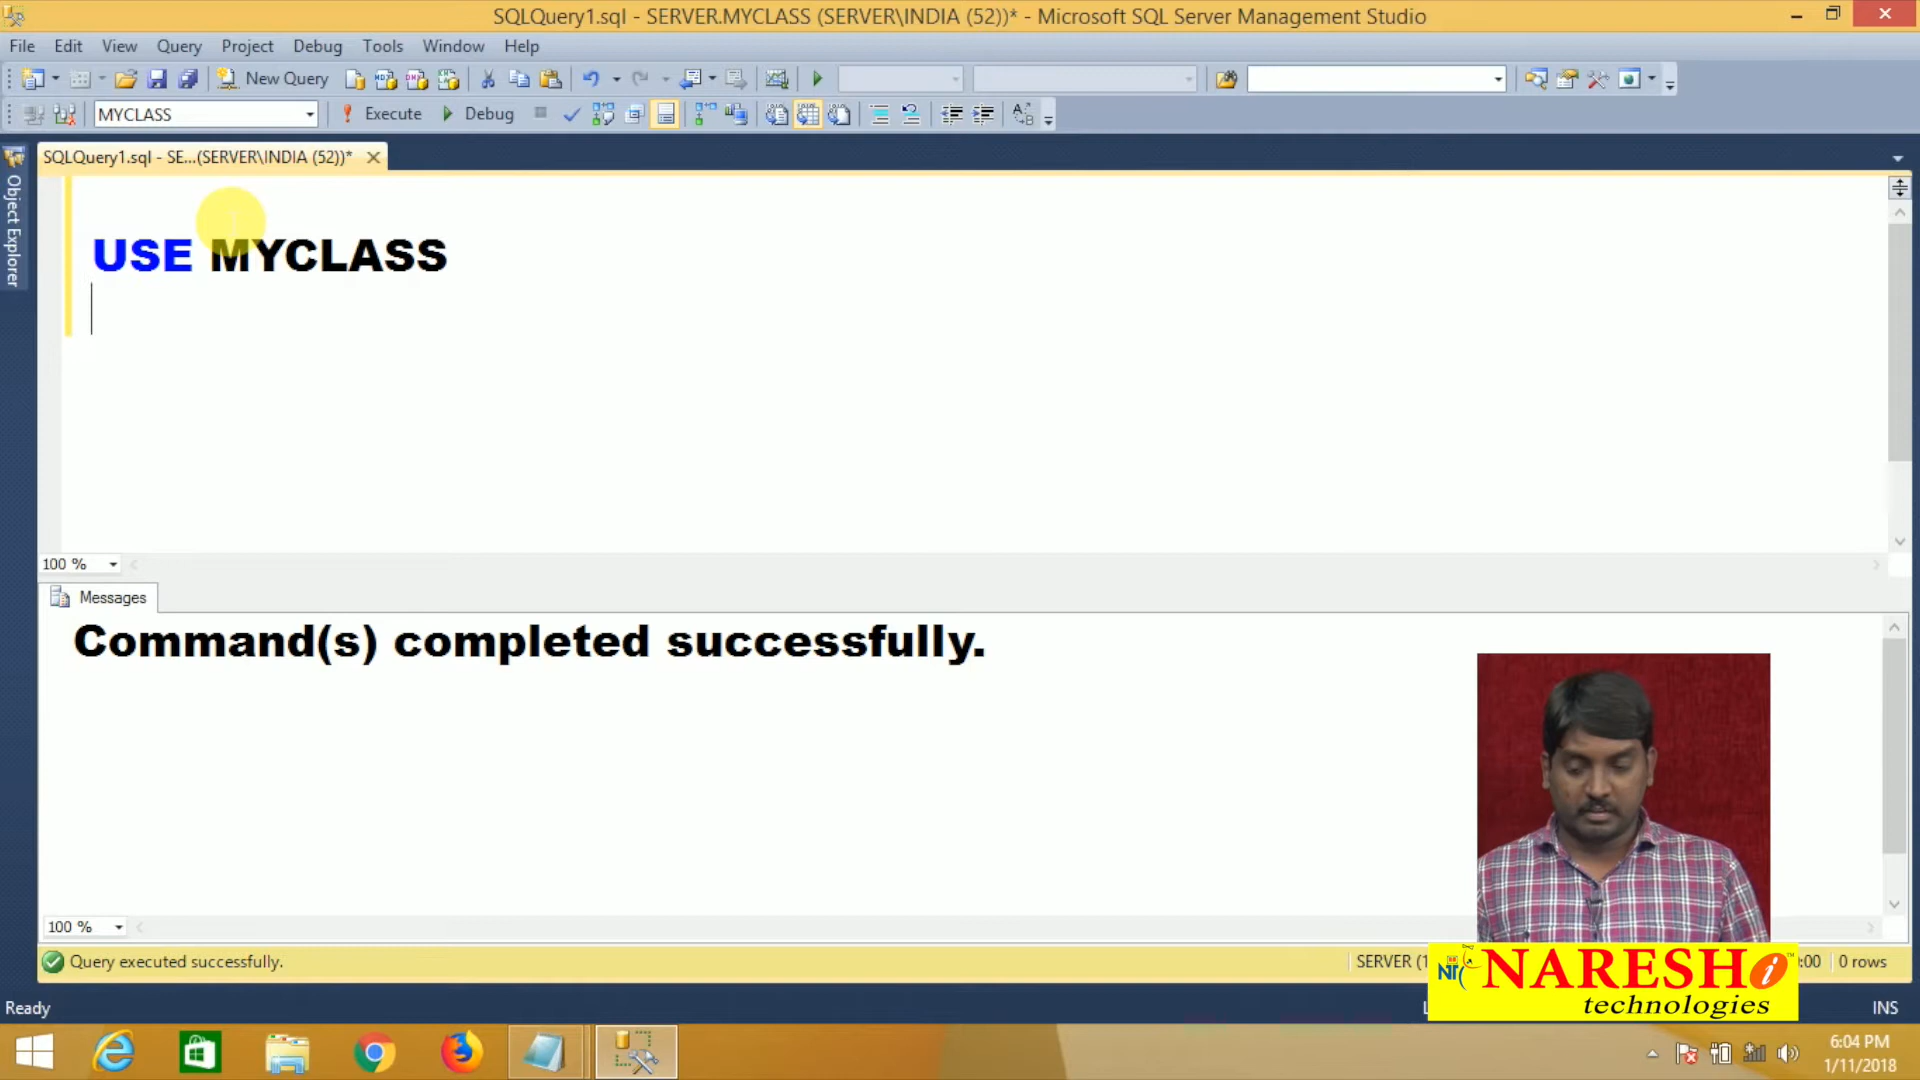 SQLQuery1.sql - SERVER.MYCLASS (SERVER\INDIA (52))* - Microsoft SQL Server Management Studio
File Edit View Query Project Debug Tools Window Help
New Query
MYCLASS Execute Debug
SQLQuery1.sql - SE...(SERVER\INDIA (52))*
Object Explorer
USE MYCLASS
100 %
Messages
Command(s) completed successfully.
100 %
Query executed successfully.
SERVER (1
:00
0 rows
NARESH i
technologies
Ready
INS
6:04 PM
1/11/2018